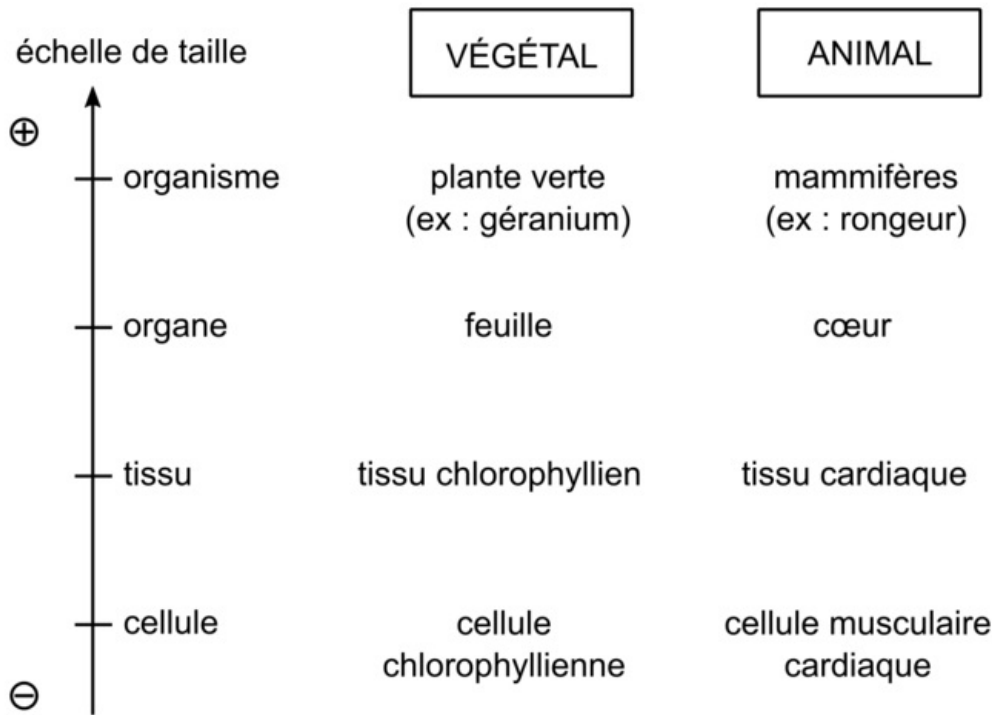 échelle de taille
VÉGÉTAL
ANIMAL
⊕
organisme
plante verte
(ex : géranium)
mammifères
(ex : rongeur)
organe
feuille
cœur
tissu
tissu chlorophyllien
tissu cardiaque
cellule
cellule
chlorophyllienne
cellule musculaire
cardiaque
⊖